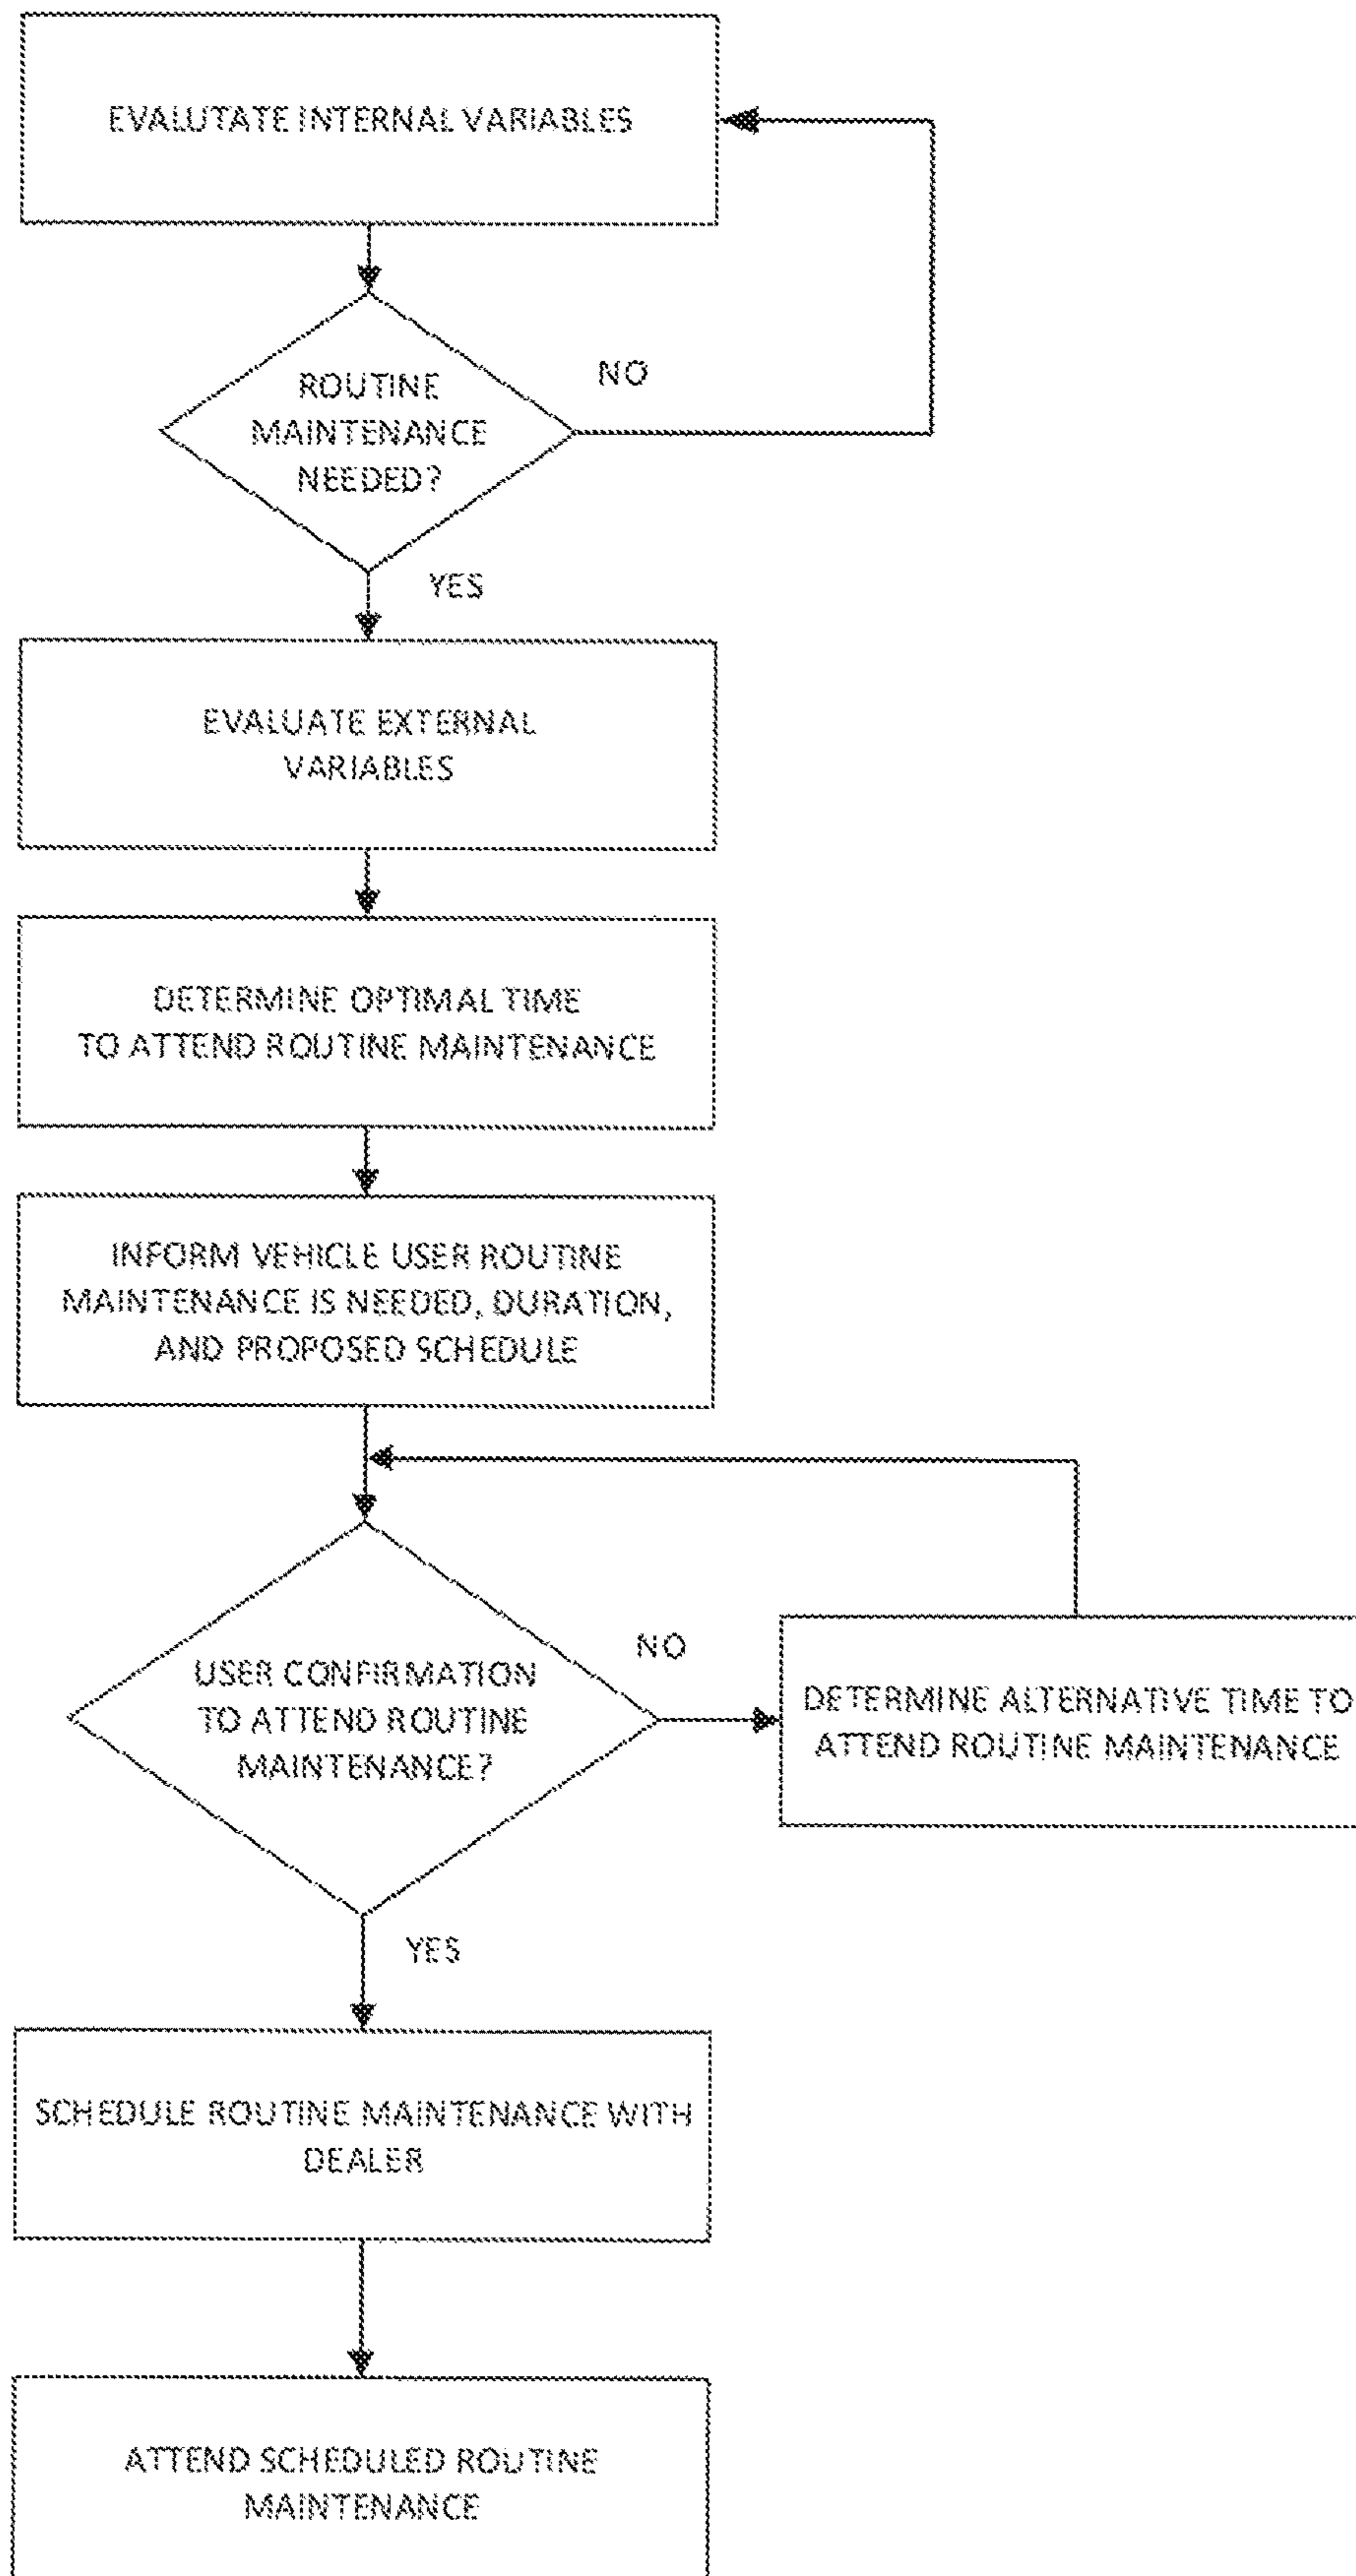 EVALUTATE INTERNAL VARIABLES
ROUTINE
MAINTENANCE
NEEDED?
NO
YES
EVALUATE EXTERNAL
VARIABLES
DETERMINE OPTIMAL TIME
TO ATTEND ROUTINE MAINTENANCE
INFORM VEHICLE USER ROUTINE
MAINTENANCE IS NEEDED, DURATION,
AND PROPOSED SCHEDULE
USER CONFIRMATION
TO ATTEND ROUTINE
MAINTENANCE?
NO
DETERMINE ALTERNATIVE TIME TO
ATTEND ROUTINE MAINTENANCE
YES
SCHEDULE ROUTINE MAINTENANCE WITH
DEALER
ATTEND SCHEDULED ROUTINE
MAINTENANCE